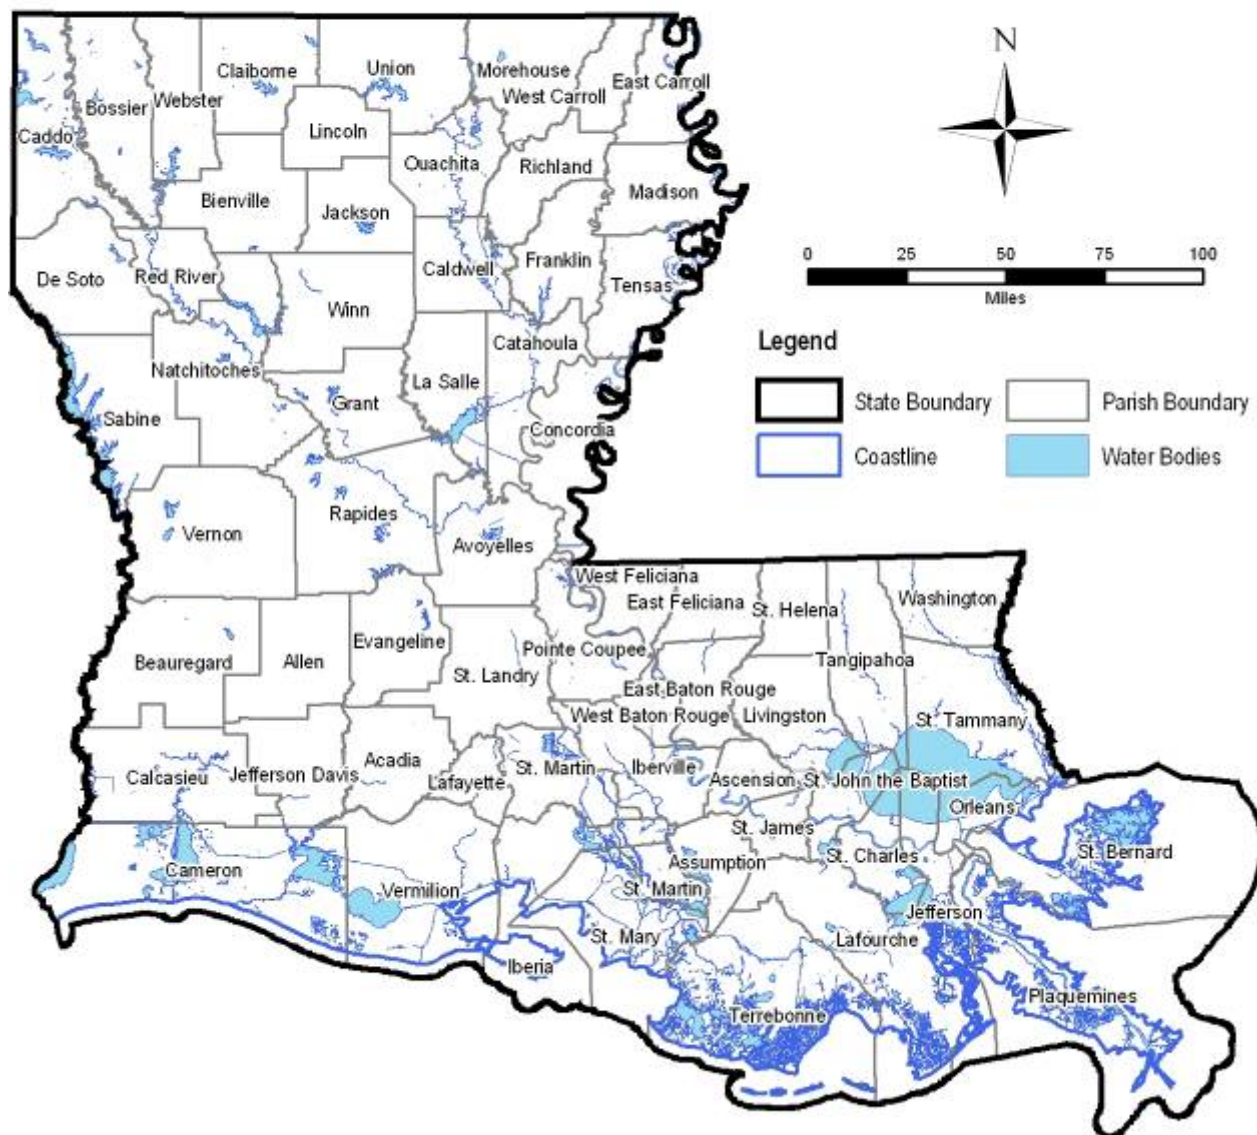 N
Claiborne
Union
Morehouse
West Carroll
East Carroll
Bossier
Webster
Caddo
Lincoln
Ouachita
Richland
Madison
Bienville
Jackson
De Soto
Red River
Caldwell
Franklin
Tensas
Winn
Natchitoches
Catahoula
La Salle
Grant
Sabine
Concordia
Rapides
Vernon
Avoyelles
0 25 50 75 100
Miles
Legend
State Boundary
Parish Boundary
Coastline
Water Bodies
West Feliciana
East Feliciana
St. Helena
Washington
Beauregard
Allen
Evangeline
St. Landry
Pointe Coupee
Tangipahoa
East Baton Rouge
West Baton Rouge
Livingston
St. Tammany
Calcasieu
Jefferson Davis
Acadia
Lafayette
St. Martin
Iberville
Ascension
St. John the Baptist
Orleans
St. James
St. Charles
St. Bernard
Cameron
Vermilion
Assumption
St. Martin
Jefferson
St. Mary
Lafourche
Iberia
Terrebonne
Plaquemines